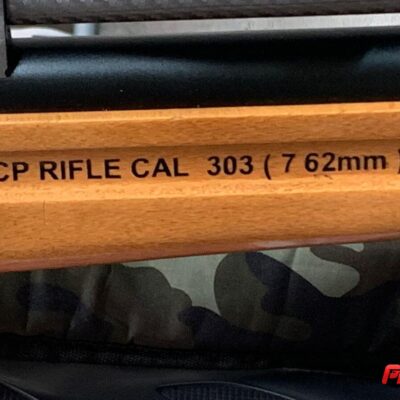 CP RIFLE CAL 303 ( 7 62mm )